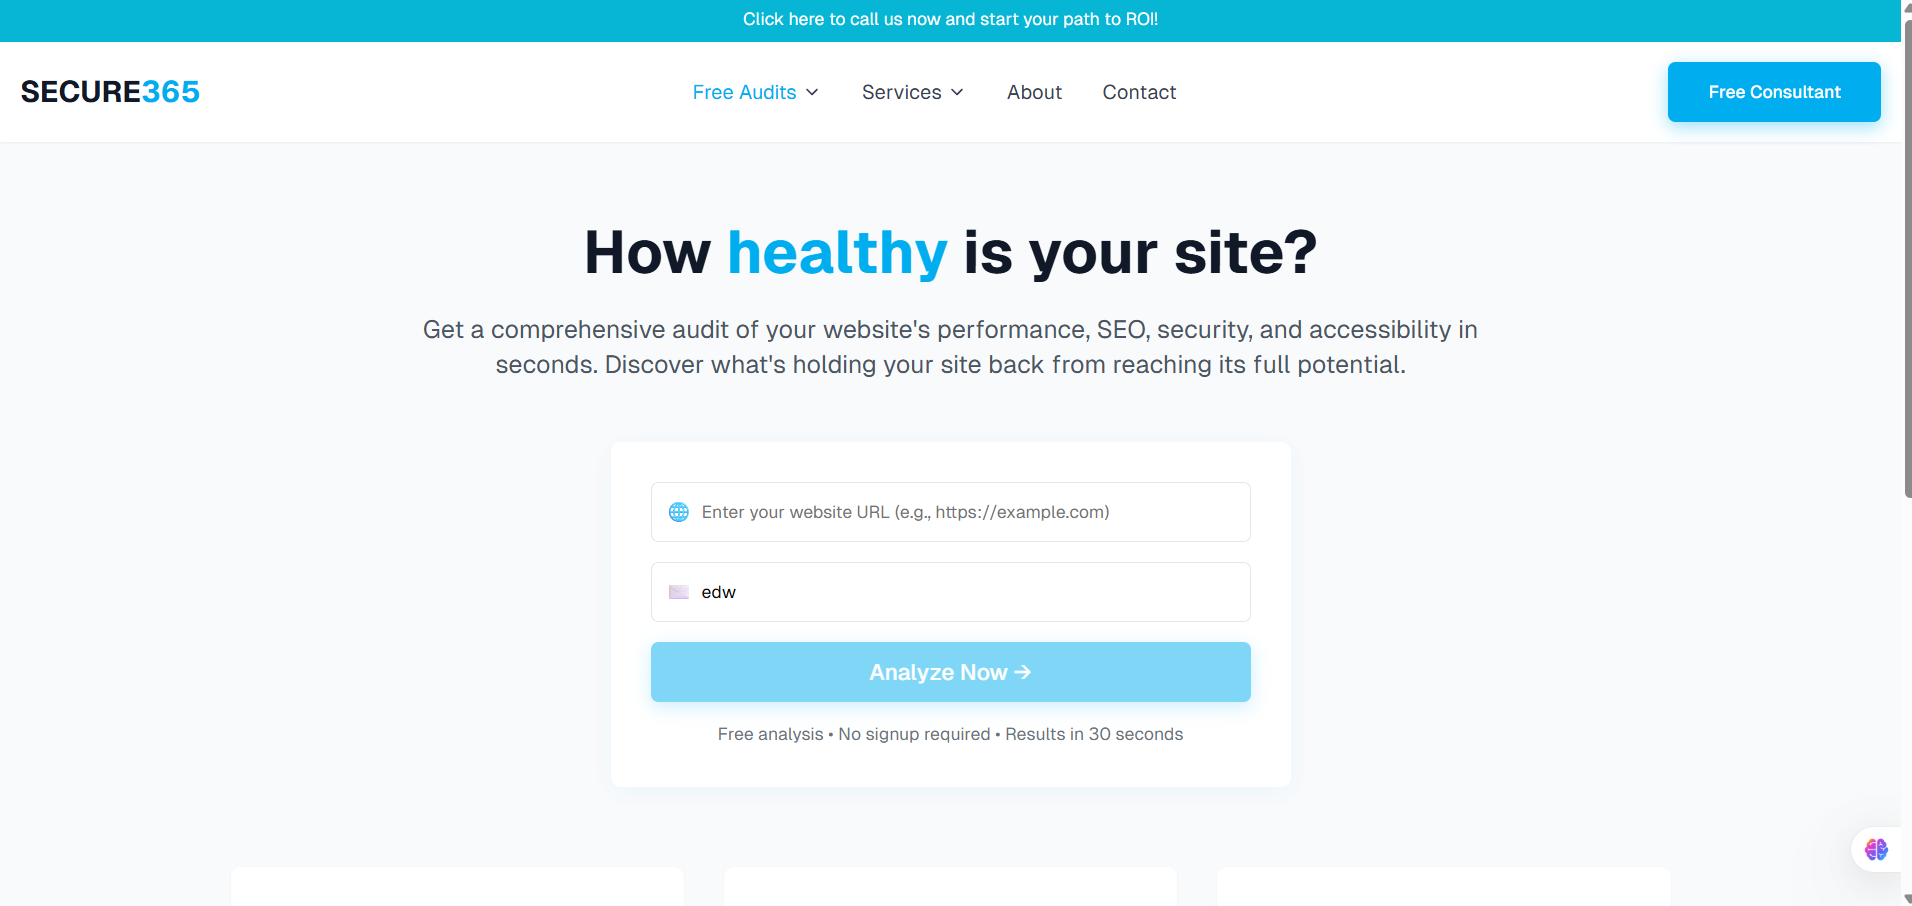 Click here to call us now and start your path to ROI!
SECURE365
Free Audits
Services
About
Contact
Free Consultant
How healthy is your site?
Get a comprehensive audit of your website's performance, SEO, security, and accessibility in
seconds. Discover what's holding your site back from reaching its full potential.
Enter your website URL (e.g., https://example.com)
edw
Analyze Now →
Free analysis • No signup required • Results in 30 seconds